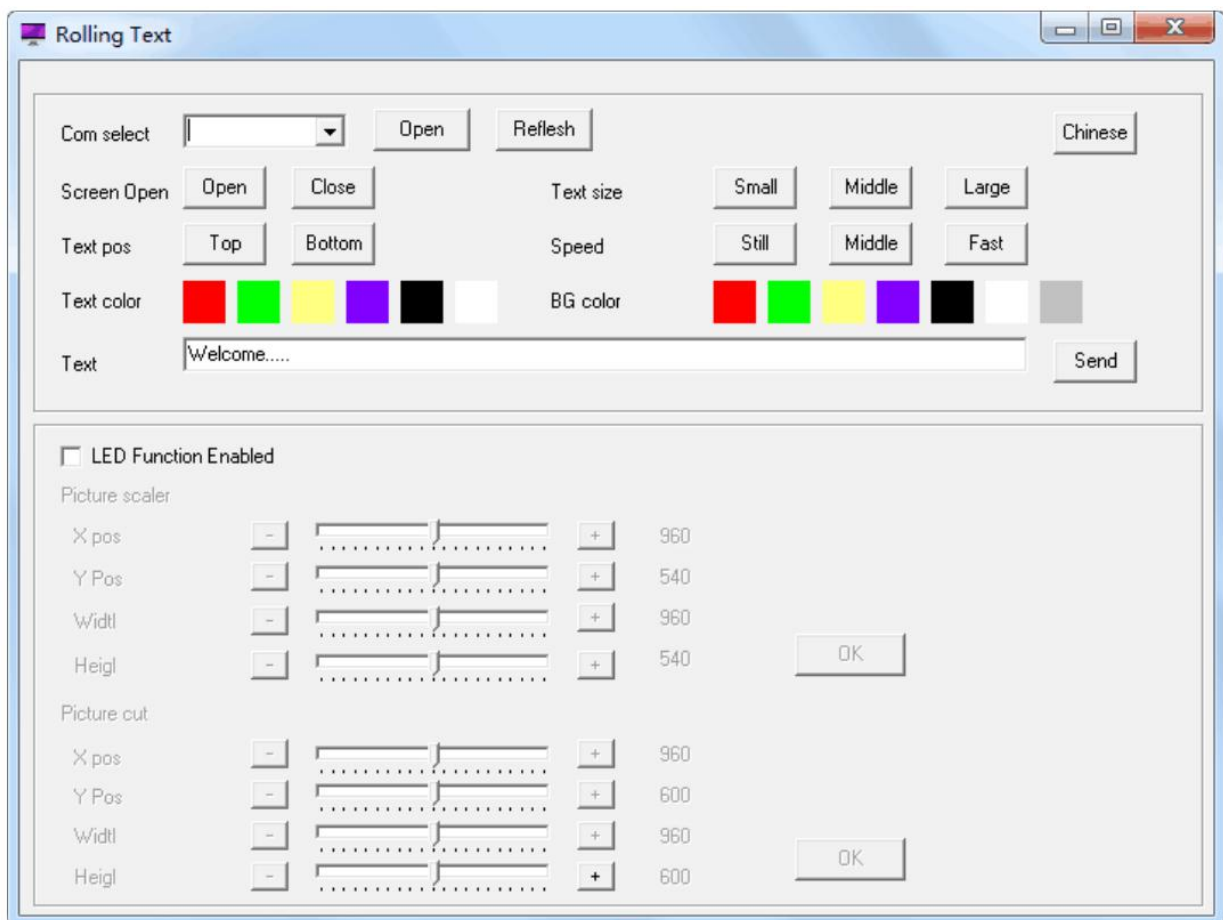 Rolling Text
Com select Open Reflesh Chinese
Screen Open Open Close Text size Small Middle Large
Text pos Top Bottom Speed Still Middle Fast
Text color BG color
Text Welcome..... Send
LED Function Enabled
Picture scaler
X pos - + 960
Y Pos - + 540
Widtl - + 960
Heigl - + 540 OK
Picture cut
X pos - + 960
Y Pos - + 600
Widtl - + 960
Heigl - + 600 OK